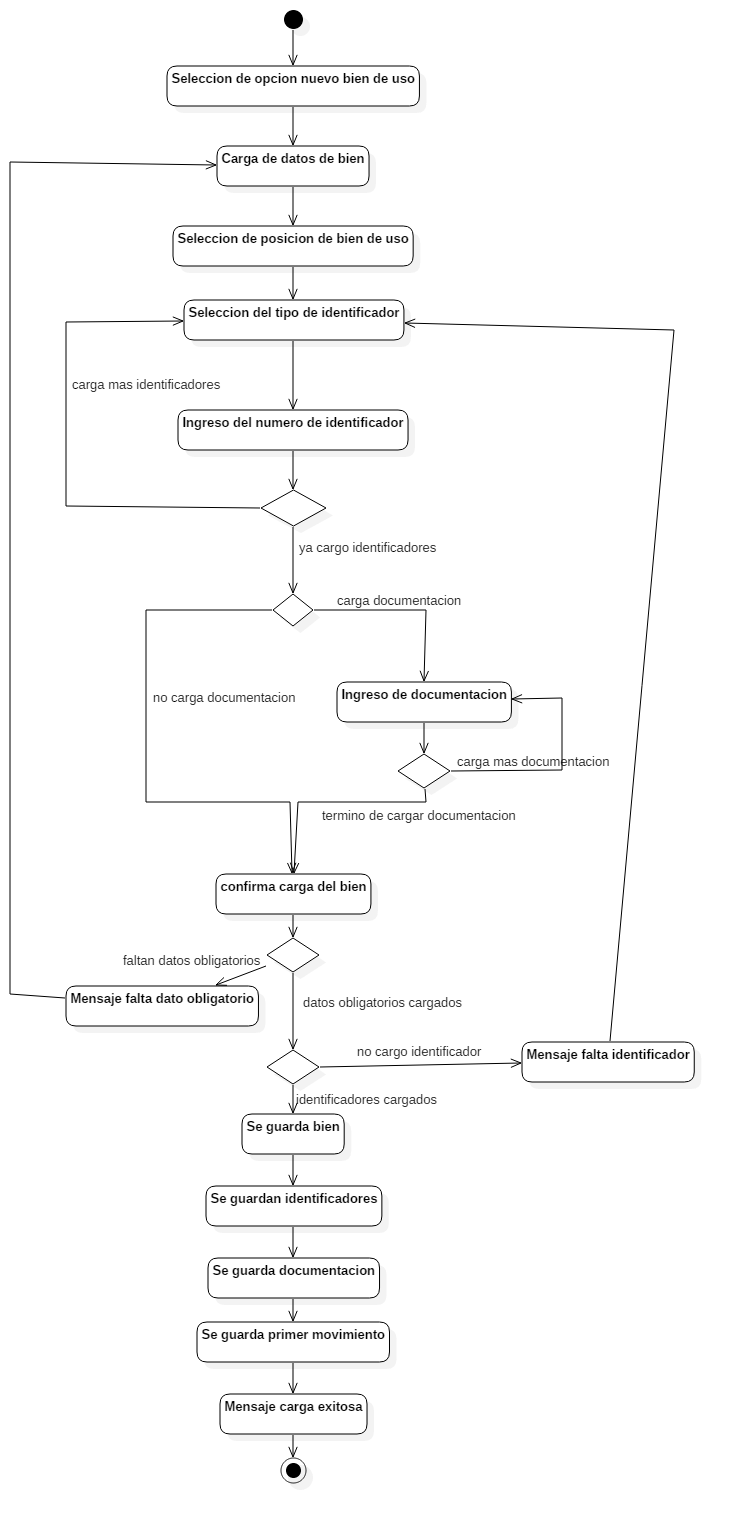 Seleccion de opcion nuevo bien de uso
Carga de datos de bien
Seleccion de posicion de bien de uso
Seleccion del tipo de identificador
carga mas identificadores
Ingreso del numero de identificador
ya cargo identificadores
carga documentacion
no carga documentacion
Ingreso de documentacion
carga mas documentacion
termino de cargar documentacion
confirma carga del bien
faltan datos obligatorios
Mensaje falta dato obligatorio
datos obligatorios cargados
no cargo identificador
Mensaje falta identificador
identificadores cargados
Se guarda bien
Se guardan identificadores
Se guarda documentacion
Se guarda primer movimiento
Mensaje carga exitosa